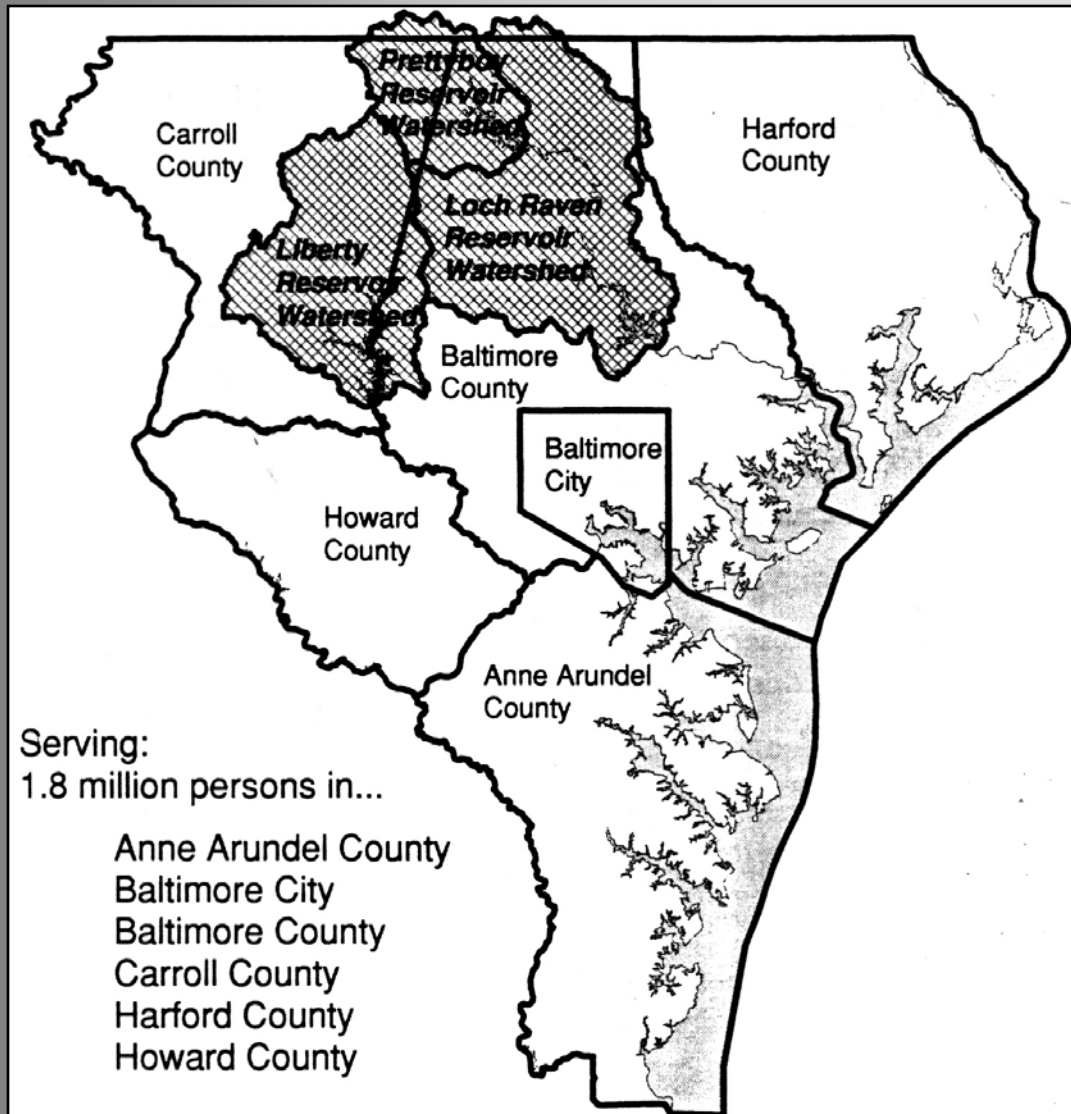 Prettyboy
Reservoir
Watershed
Carroll
County
Harford
County
Loch Raven
Reservoir
Watershed
Liberty
Reservoir
Watershed
Baltimore
County
Baltimore
City
Howard
County
Anne Arundel
County
Serving:
1.8 million persons in...
Anne Arundel County
Baltimore City
Baltimore County
Carroll County
Harford County
Howard County